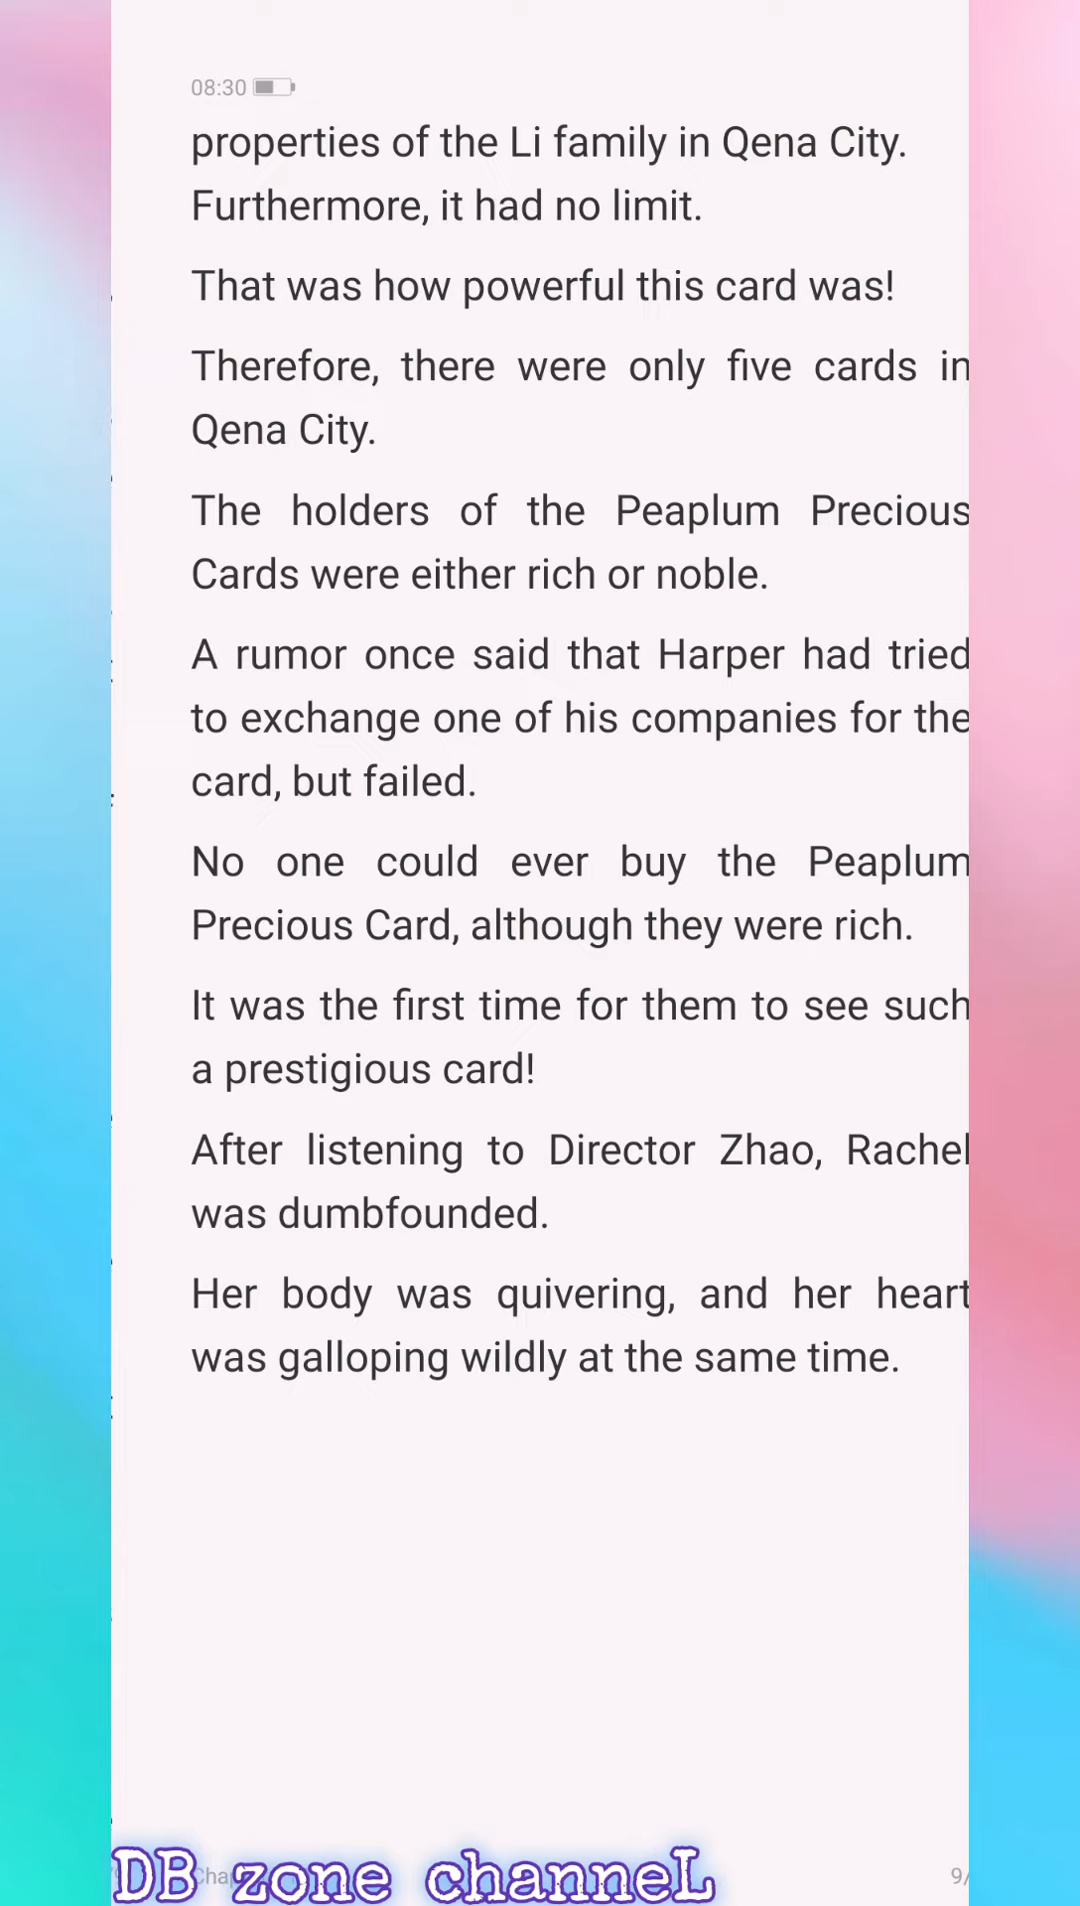 08:30
properties of the Li family in Qena City.
Furthermore, it had no limit.
That was how powerful this card was!
Therefore, there were only five cards in
Qena City.
The holders of the Peaplum Precious
Cards were either rich or noble.
A rumor once said that Harper had tried
to exchange one of his companies for the
card, but failed.
No one could ever buy the Peaplum
Precious Card, although they were rich.
It was the first time for them to see such
a prestigious card!
After listening to Director Zhao, Rachel
was dumbfounded.
Her body was quivering, and her heart
was galloping wildly at the same time.
DB zone channeL
9/